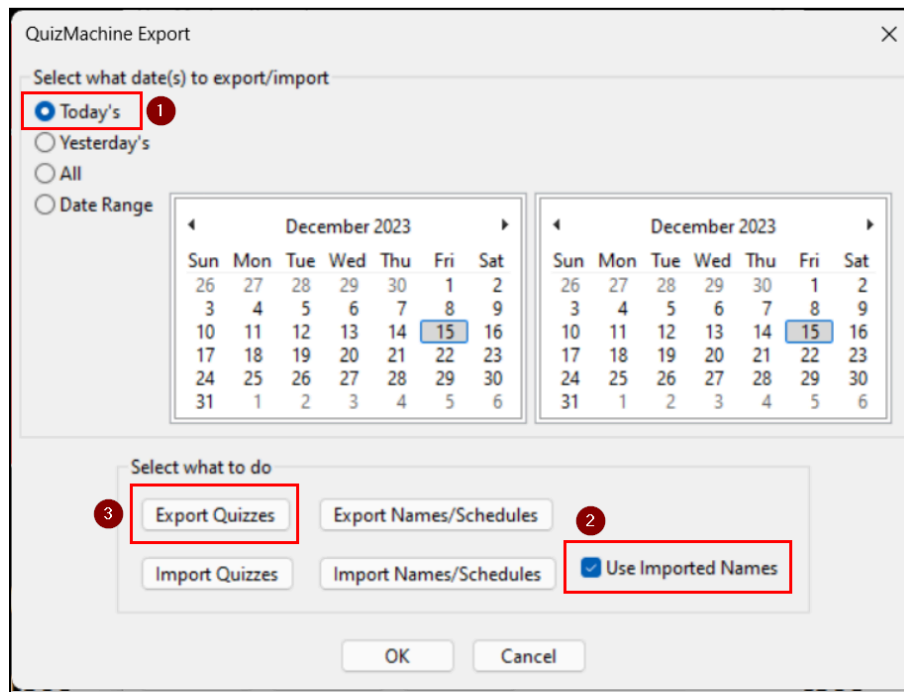 QuizMachine Export
Select what date(s) to export/import
Today's 1
Yesterday's
All
Date Range
December 2023
Sun Mon Tue Wed Thu Fri Sat
26 27 28 29 30 1 2
3 4 5 6 7 8 9
10 11 12 13 14 15 16
17 18 19 20 21 22 23
24 25 26 27 28 29 30
31 1 2 3 4 5 6
December 2023
Sun Mon Tue Wed Thu Fri Sat
26 27 28 29 30 1 2
3 4 5 6 7 8 9
10 11 12 13 14 15 16
17 18 19 20 21 22 23
24 25 26 27 28 29 30
31 1 2 3 4 5 6
Select what to do
3 Export Quizzes Export Names/Schedules 2
Import Quizzes Import Names/Schedules Use Imported Names
OK Cancel